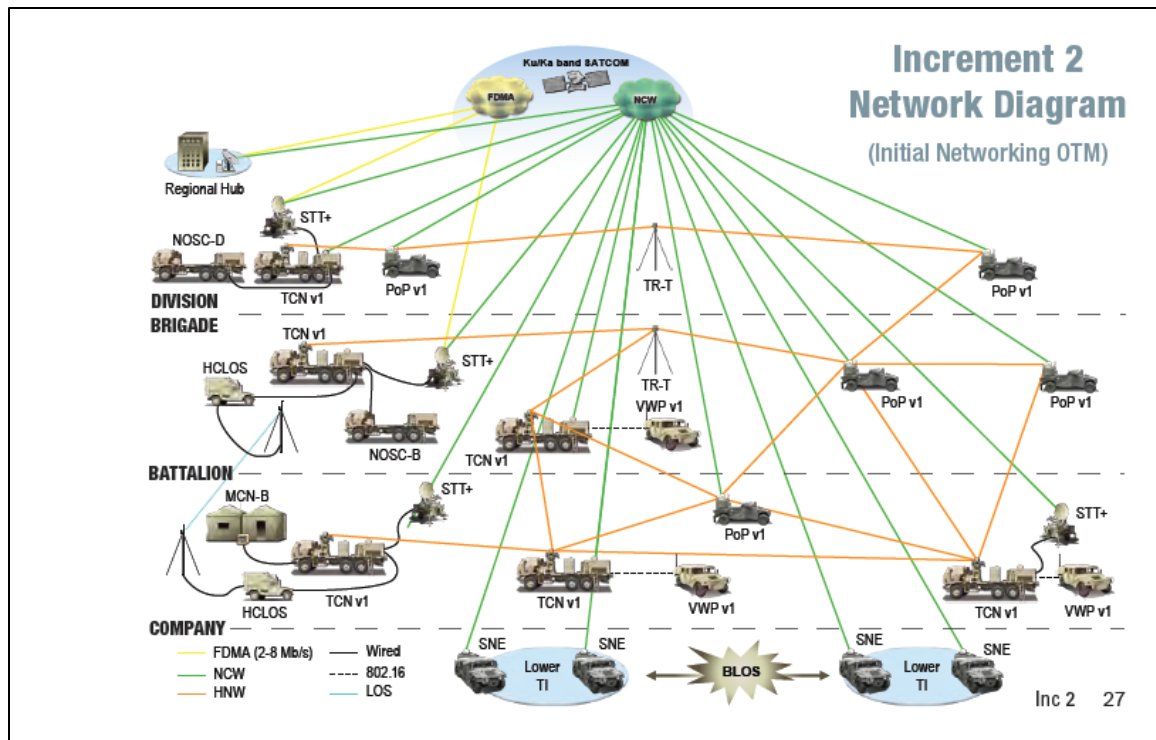 Increment 2
Network Diagram
(Initial Networking OTM)
Ku/Ka band SATCOM
FDMA
NCW
Regional Hub
STT+
NOSC-D
TCN v1
PoP v1
TR-T
PoP v1
DIVISION
BRIGADE
TCN v1
HCLOS
STT+
TR-T
VWP v1
PoP v1
PoP v1
NOSC-B
TCN v1
BATTALION
MCN-B
STT+
STT+
PoP v1
HCLOS
TCN v1
TCN v1
VWP v1
TCN v1
VWP v1
COMPANY
FDMA (2-8 Mb/s)
NCW
HNW
Wired
802.16
LOS
SNE
SNE
Lower
TI
BLOS
SNE
SNE
Lower
TI
Inc 2 27